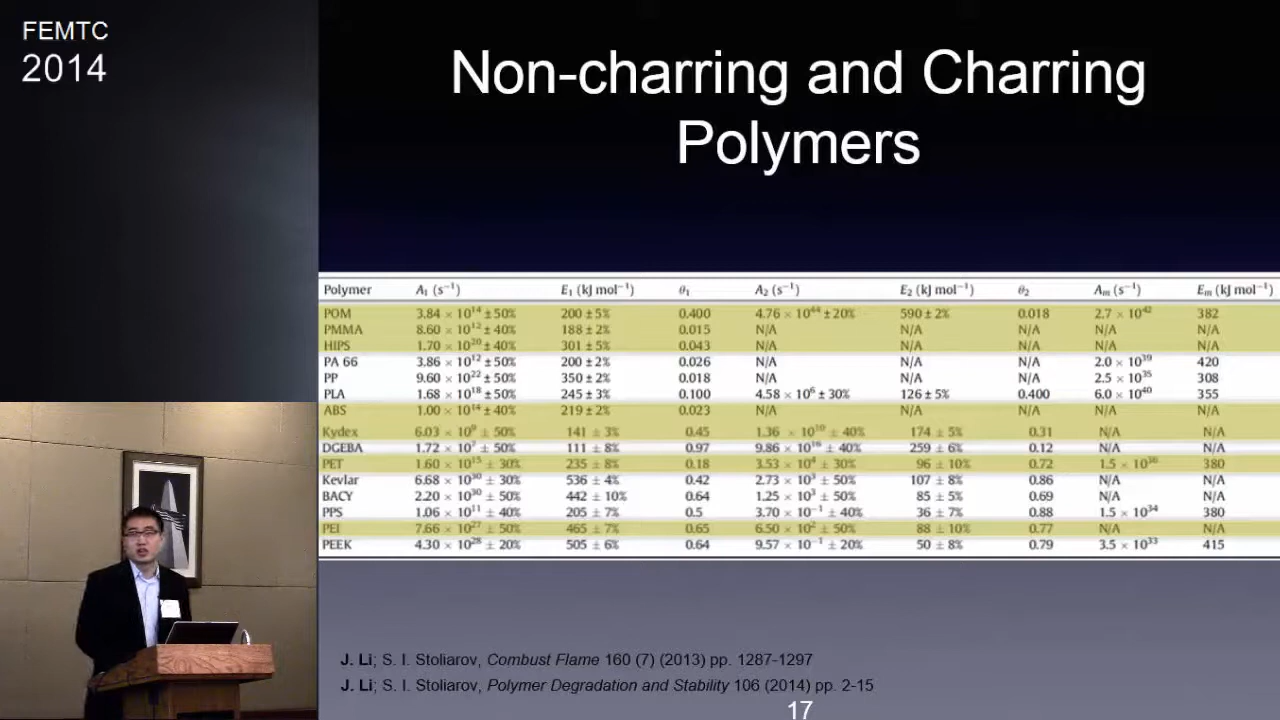 FEMTC
2014
Non-charring and Charring
Polymers
Polymer A₁ (s⁻¹) E₁ (kJ mol⁻¹) θ₁ A₂ (s⁻¹) E₂ (kJ mol⁻¹) θ₂ Aₘ (s⁻¹) Eₘ (kJ mol⁻¹)
POM 3.84 × 10¹⁴ ± 50% 200 ± 5% 0.400 4.76 × 10⁴⁴ ± 20% 590 ± 2% 0.018 2.7 × 10⁴² 382
PMMA 8.60 × 10¹² ± 40% 188 ± 2% 0.015 N/A N/A N/A N/A N/A
HIPS 1.70 × 10²⁰ ± 40% 301 ± 5% 0.043 N/A N/A N/A N/A N/A
PA 66 3.86 × 10¹² ± 50% 200 ± 2% 0.026 N/A N/A N/A 2.0 × 10³⁹ 420
PP 9.60 × 10²² ± 50% 350 ± 2% 0.018 N/A N/A N/A 2.5 × 10³⁵ 308
PLA 1.68 × 10¹⁸ ± 50% 245 ± 3% 0.100 4.58 × 10⁶ ± 30% 126 ± 5% 0.400 6.0 × 10⁴⁰ 355
ABS 1.00 × 10¹⁴ ± 40% 219 ± 2% 0.023 N/A N/A N/A N/A N/A
Kydex 6.03 × 10⁹ ± 50% 141 ± 3% 0.45 1.36 × 10¹⁰ ± 40% 174 ± 5% 0.31 N/A N/A
DGEBA 1.72 × 10⁷ ± 50% 111 ± 8% 0.97 9.86 × 10¹⁶ ± 40% 259 ± 6% 0.12 N/A N/A
PET 1.60 × 10¹⁵ ± 30% 235 ± 8% 0.18 3.53 × 10⁴ ± 30% 96 ± 10% 0.72 1.5 × 380
Kevlar 6.68 × 10³⁰ ± 30% 536 ± 4% 0.42 2.73 × 10³ ± 50% 107 ± 8% 0.86 N/A N/A
BACY 2.20 × 10³⁰ ± 50% 442 ± 10% 0.64 1.25 × 10³ ± 50% 85 ± 5% 0.69 N/A N/A
PPS 1.06 × 10¹¹ ± 40% 205 ± 7% 0.5 3.70 × 10⁻¹ ± 40% 36 ± 7% 0.88 1.5 × 10³⁴ 380
PEI 7.66 × 10²⁷ ± 50% 465 ± 7% 0.65 6.50 × 10² ± 50% 88 ± 10% 0.77 N/A N/A
PEEK 4.30 × 10²⁸ ± 20% 505 ± 6% 0.64 9.57 × 10⁻¹ ± 20% 50 ± 8% 0.79 3.5 × 10³³ 415
J. Li; S. I. Stoliarov, Combust Flame 160 (7) (2013) pp. 1287-1297
J. Li; S. I. Stoliarov, Polymer Degradation and Stability 106 (2014) pp. 2-15
17